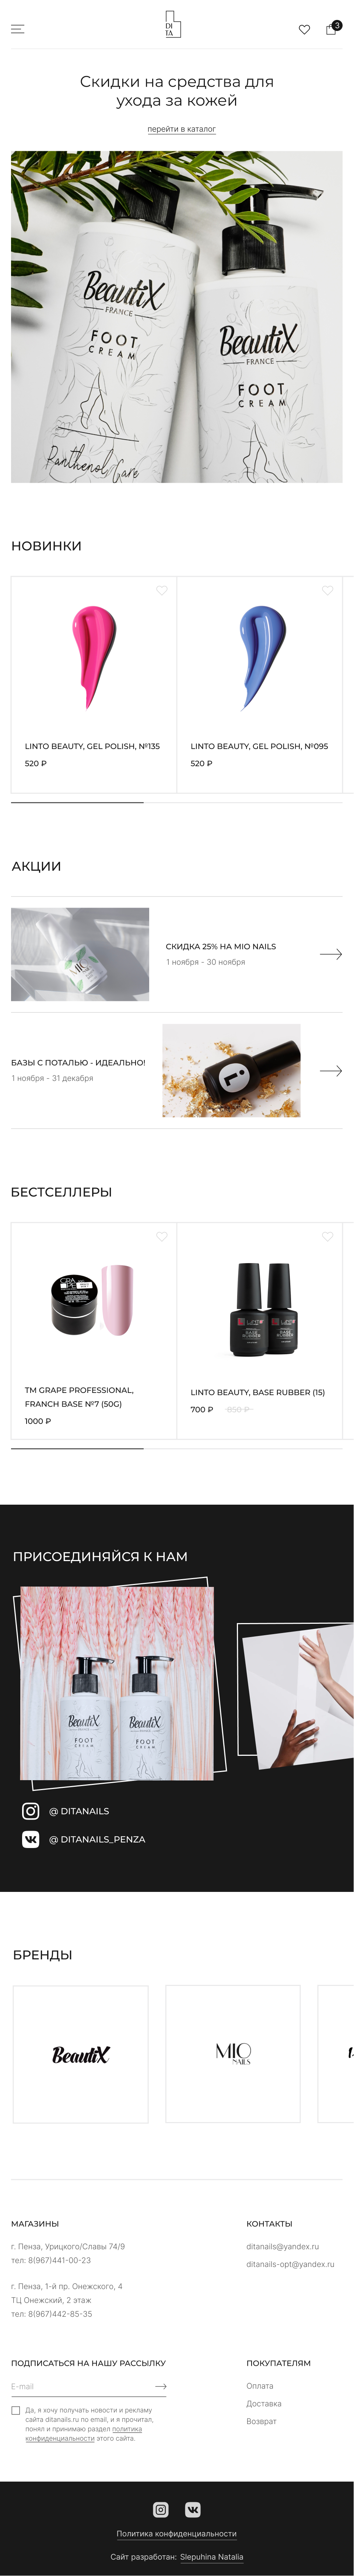 DI
TA
3
Скидки на средства для
ухода за кожей
перейти в каталог
BeautiX
FRANCE
FOOT
CREAM
Panthenol Care
BeautiX
FRANCE
FOOT
CREAM
НОВИНКИ
LINTO BEAUTY, GEL POLISH, №135
520 ₽
LINTO BEAUTY, GEL POLISH, №095
520 ₽
АКЦИИ
СКИДКА 25% НА MIO NAILS
1 ноября - 30 ноября
БАЗЫ С ПОТАЛЬЮ - ИДЕАЛЬНО!
1 ноября - 31 декабря
БЕСТСЕЛЛЕРЫ
TM GRAPE PROFESSIONAL,
FRANCH BASE №7 (50G)
1000 ₽
LINTO
BASE
RUBBER
LINTO
BASE
RUBBER
LINTO BEAUTY, BASE RUBBER (15)
700 ₽ 850 ₽
ПРИСОЕДИНЯЙСЯ К НАМ
BeautiX
FOOT
CREAM
BeautiX
FOOT
CREAM
@ DITANAILS
@ DITANAILS_PENZA
БРЕНДЫ
BeautiX
MIO
NAILS
МАГАЗИНЫ
г. Пенза, Урицкого/Славы 74/9
тел: 8(967)441-00-23
г. Пенза, 1-й пр. Онежского, 4
ТЦ Онежский, 2 этаж
тел: 8(967)442-85-35
КОНТАКТЫ
ditanails@yandex.ru
ditanails-opt@yandex.ru
ПОДПИСАТЬСЯ НА НАШУ РАССЫЛКУ
E-mail
Да, я хочу получать новости и рекламу
сайта ditanails.ru по email, и я прочитал,
понял и принимаю раздел политика
конфиденциальности этого сайта.
ПОКУПАТЕЛЯМ
Оплата
Доставка
Возврат
Политика конфиденциальности
Сайт разработан: Slepuhina Natalia